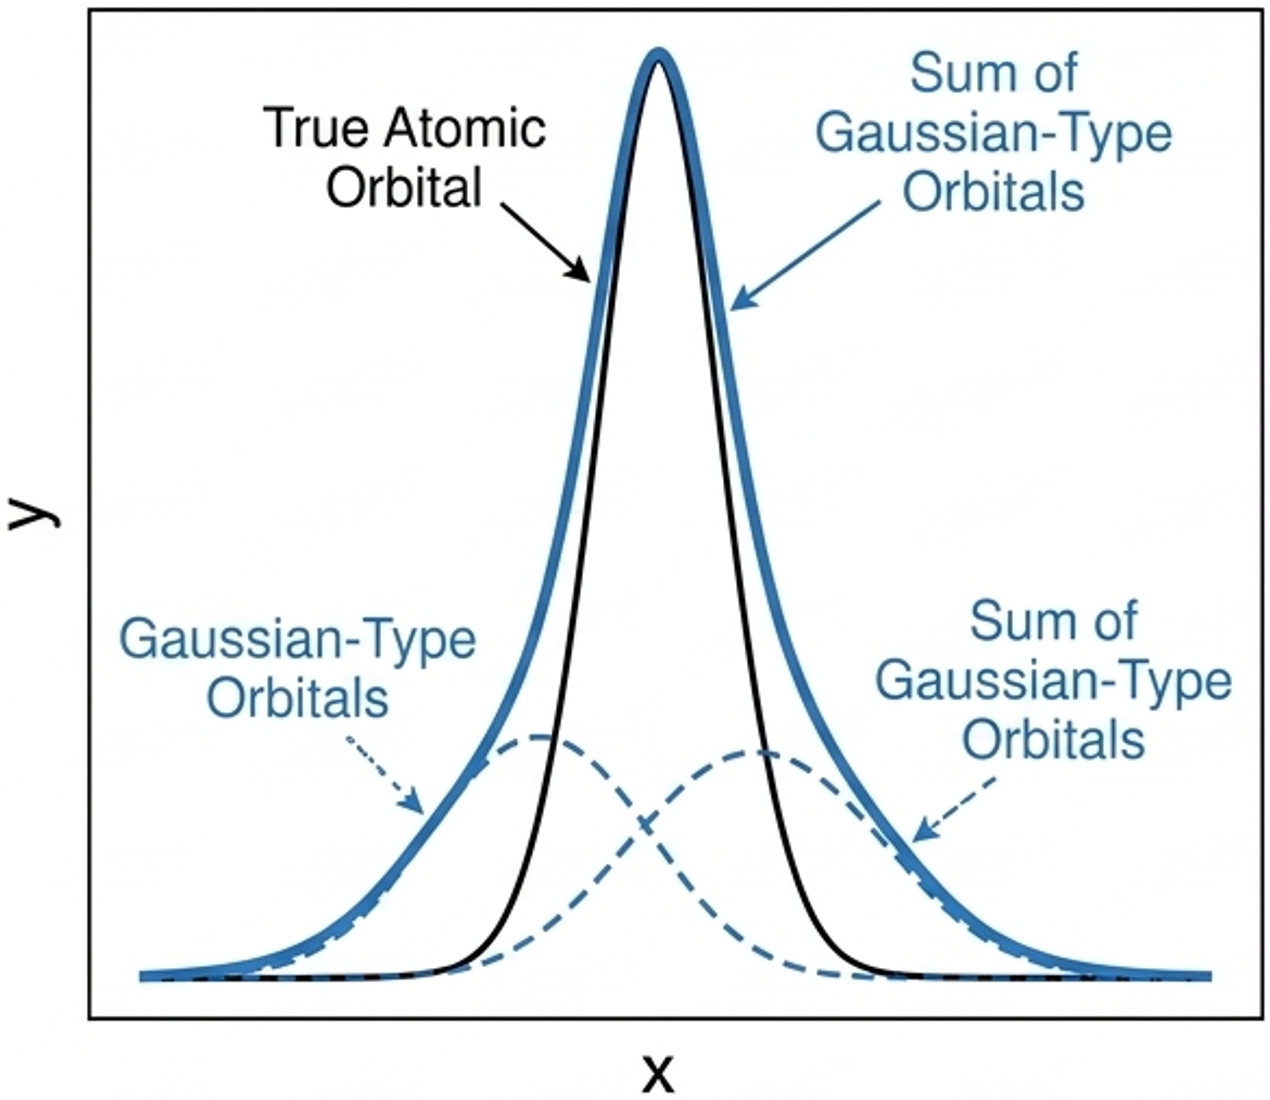 True Atomic
Orbital
Sum of
Gaussian-Type
Orbitals
y
Gaussian-Type
Orbitals
Sum of
Gaussian-Type
Orbitals
x